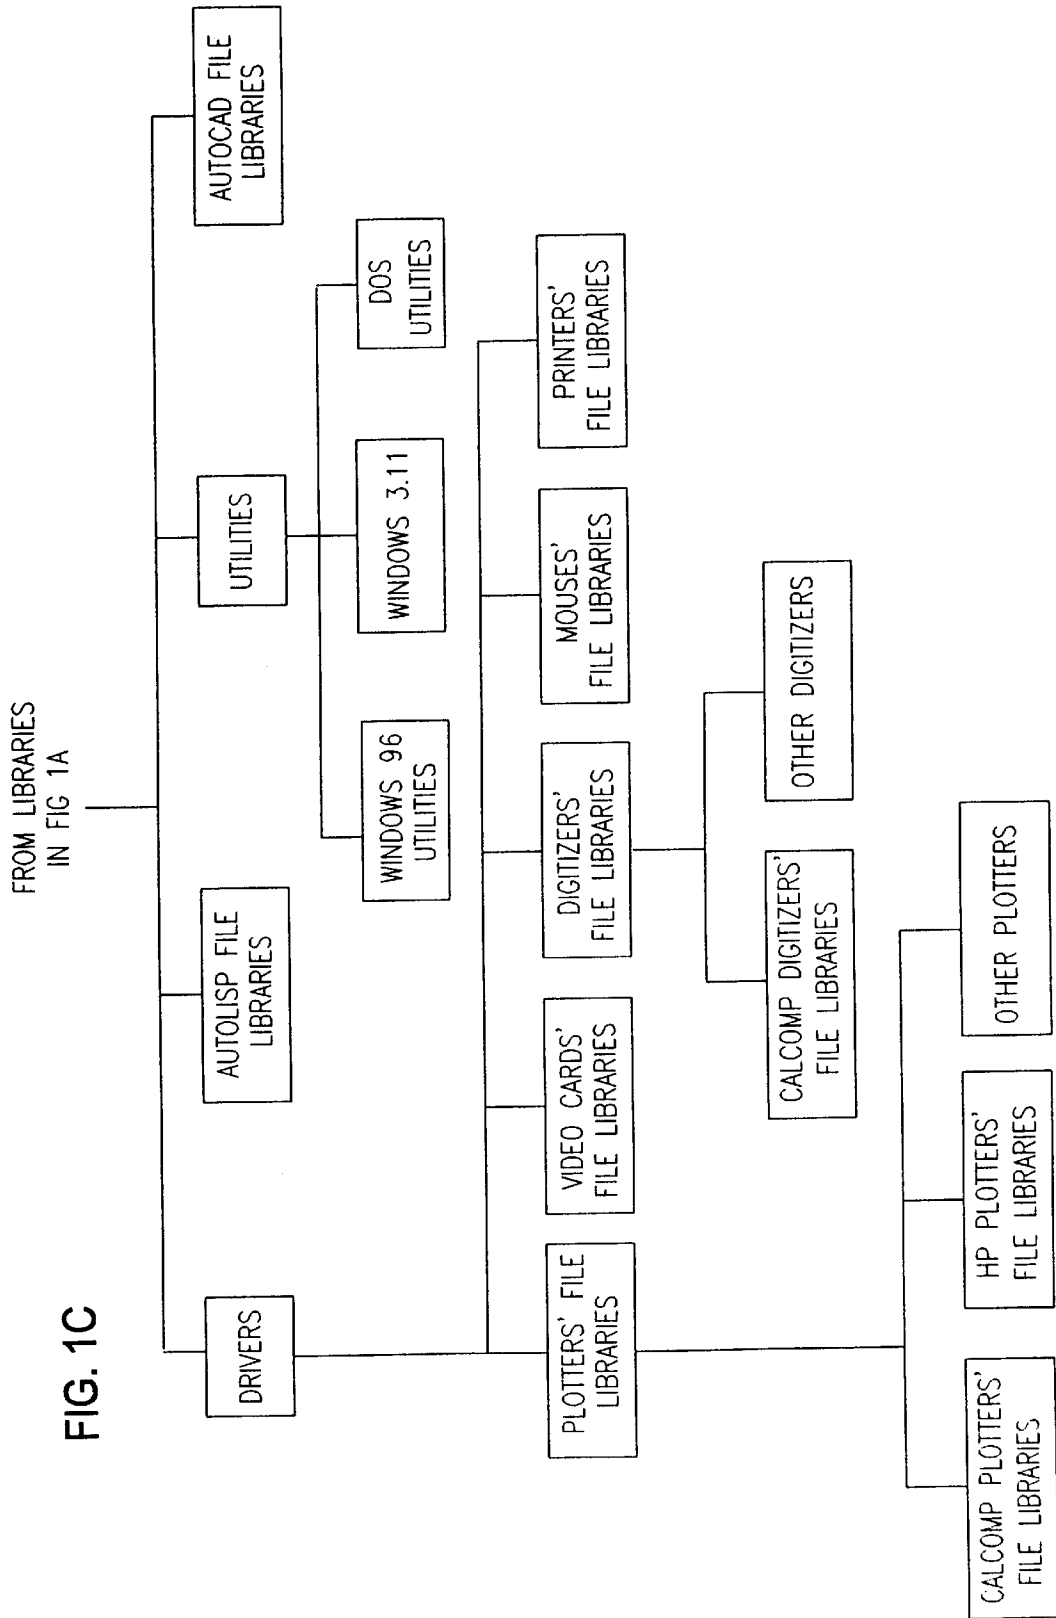 FIG. 1C
FROM LIBRARIES
IN FIG 1A
DRIVERS
AUTOLISP FILE
LIBRARIES
UTILITIES
AUTOCAD FILE
LIBRARIES
WINDOWS 96
UTILITIES
WINDOWS 3.11
DOS
UTILITIES
PLOTTERS' FILE
LIBRARIES
VIDEO CARDS'
FILE LIBRARIES
DIGITIZERS'
FILE LIBRARIES
MOUSES'
FILE LIBRARIES
PRINTERS'
FILE LIBRARIES
CALCOMP DIGITIZERS'
FILE LIBRARIES
OTHER DIGITIZERS
CALCOMP PLOTTERS'
FILE LIBRARIES
HP PLOTTERS'
FILE LIBRARIES
OTHER PLOTTERS